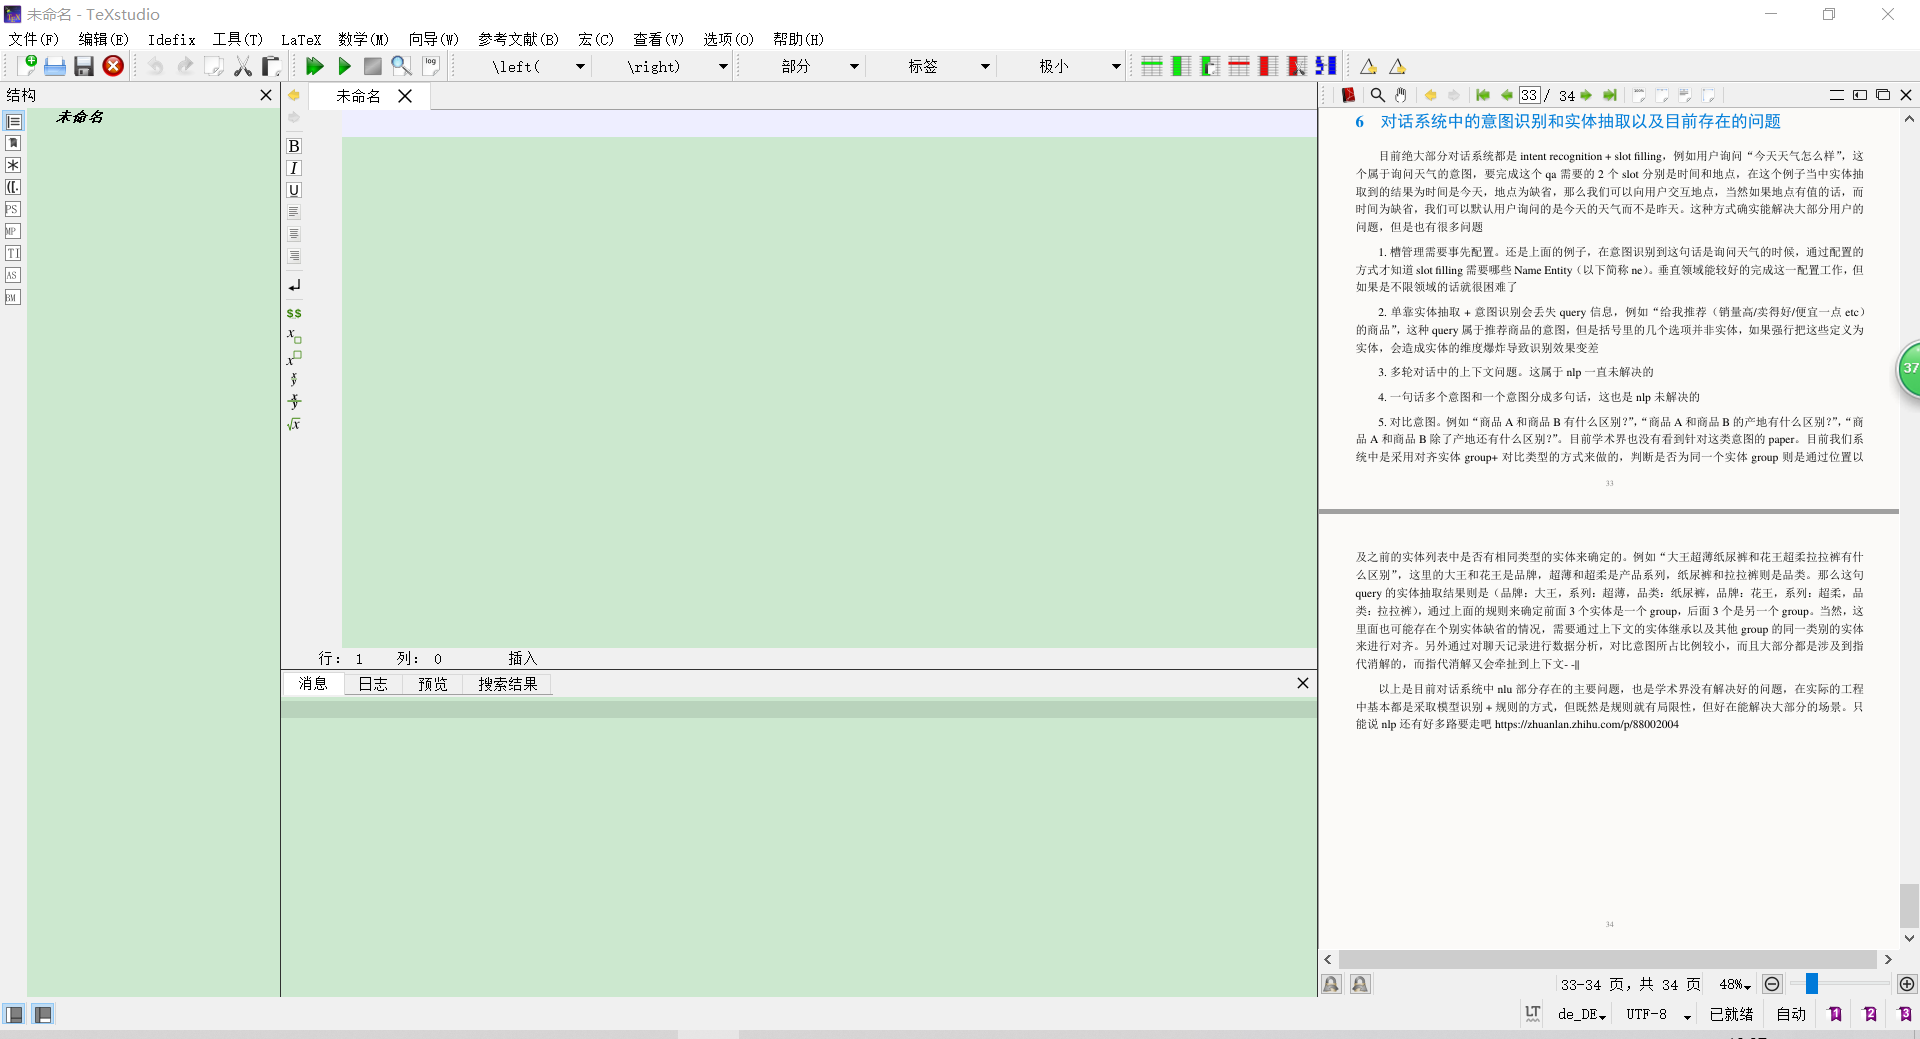 未命名 - TeXstudio
文件(F) 编辑(E) Idefix 工具(T) LaTeX 数学(M) 向导(W) 参考文献(B) 宏(C) 查看(V) 选项(O) 帮助(H)
log \left( \right) 部分 标签 极小
结构
未命名
未命名
33 / 34
B
I
U
PS
MP
TI
AS
BM
$$
行: 1 列: 0 插入
消息 日志 预览 搜索结果
6 对话系统中的意图识别和实体抽取以及目前存在的问题
目前绝大部分对话系统都是 intent recognition + slot filling，例如用户询问“今天天气怎么样”，这
个属于询问天气的意图，要完成这个 qa 需要的 2 个 slot 分别是时间和地点，在这个例子当中实体抽
取到的结果为时间是今天，地点为缺省，那么我们可以向用户交互地点，当然如果地点有值的话，而
时间为缺省，我们可以默认用户询问的是今天的天气而不是昨天。这种方式确实能解决大部分用户的
问题，但是也有很多问题
1. 槽管理需要事先配置。还是上面的例子，在意图识别到这句话是询问天气的时候，通过配置的
方式才知道 slot filling 需要哪些 Name Entity（以下简称 ne）。垂直领域能较好的完成这一配置工作，但
如果是不限领域的话就很困难了
2. 单靠实体抽取 + 意图识别会丢失 query 信息，例如“给我推荐（销量高/卖得好/便宜一点 etc）
的商品”，这种 query 属于推荐商品的意图，但是括号里的几个选项并非实体，如果强行把这些定义为
实体，会造成实体的维度爆炸导致识别效果变差
3. 多轮对话中的上下文问题。这属于 nlp 一直未解决的
4. 一句话多个意图和一个意图分成多句话，这也是 nlp 未解决的
5. 对比意图。例如“商品 A 和商品 B 有什么区别?”，“商品 A 和商品 B 的产地有什么区别?”，“商
品 A 和商品 B 除了产地还有什么区别?”。目前学术界也没有看到针对这类意图的 paper。目前我们系
统中是采用对齐实体 group+ 对比类型的方式来做的，判断是否为同一个实体 group 则是通过位置以
33
及之前的实体列表中是否有相同类型的实体来确定的。例如“大王超薄纸尿裤和花王超柔拉拉裤有什
么区别”，这里的大王和花王是品牌，超薄和超柔是产品系列，纸尿裤和拉拉裤则是品类。那么这句
query 的实体抽取结果则是（品牌：大王，系列：超薄，品类：纸尿裤，品牌：花王，系列：超柔，品
类：拉拉裤），通过上面的规则来确定前面 3 个实体是一个 group，后面 3 个是另一个 group。当然，这
里面也可能存在个别实体缺省的情况，需要通过上下文的实体继承以及其他 group 的同一类别的实体
来进行对齐。另外通过对聊天记录进行数据分析，对比意图所占比例较小，而且大部分都是涉及到指
代消解的，而指代消解又会牵扯到上下文- -||
以上是目前对话系统中 nlu 部分存在的主要问题，也是学术界没有解决好的问题，在实际的工程
中基本都是采取模型识别 + 规则的方式，但既然是规则就有局限性，但好在能解决大部分的场景。只
能说 nlp 还有好多路要走吧 https://zhuanlan.zhihu.com/p/88002004
34
37
33-34 页，共 34 页 48%
LT de_DE UTF-8 已就绪 自动 1 2 3